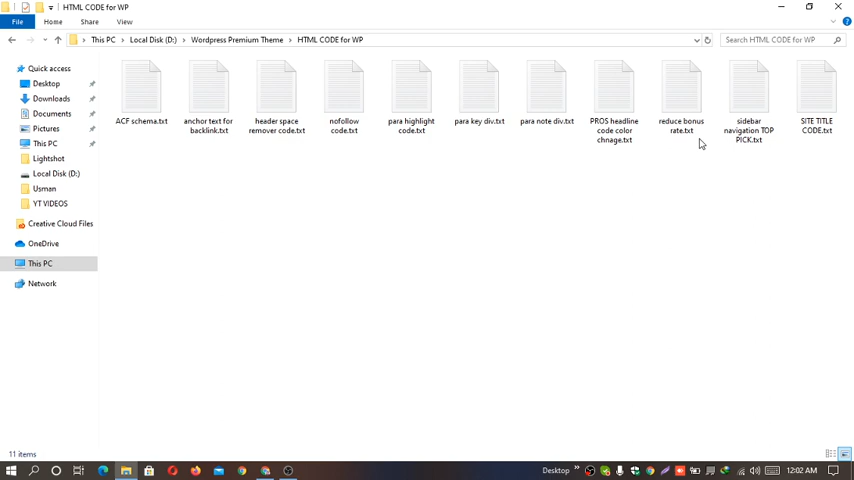 HTML CODE for WP
File Home Share View
This PC Local Disk (D:) Wordpress Premium Theme HTML CODE for WP
Search HTML CODE for WP
Quick access
Desktop
Downloads
Documents
Pictures
This PC
Lightshot
Local Disk (D:)
Usman
YT VIDEOS
Creative Cloud Files
OneDrive
This PC
Network
ACF schema.txt
anchor text for
backlink.txt
header space
remover code.txt
nofollow
code.txt
para highlight
code.txt
para key div.txt
para note div.txt
PROS headline
code color
chnage.txt
reduce bonus
rate.txt
sidebar
navigation TOP
PICK.txt
SITE TITLE
CODE.txt
11 items
Desktop
12:02 AM